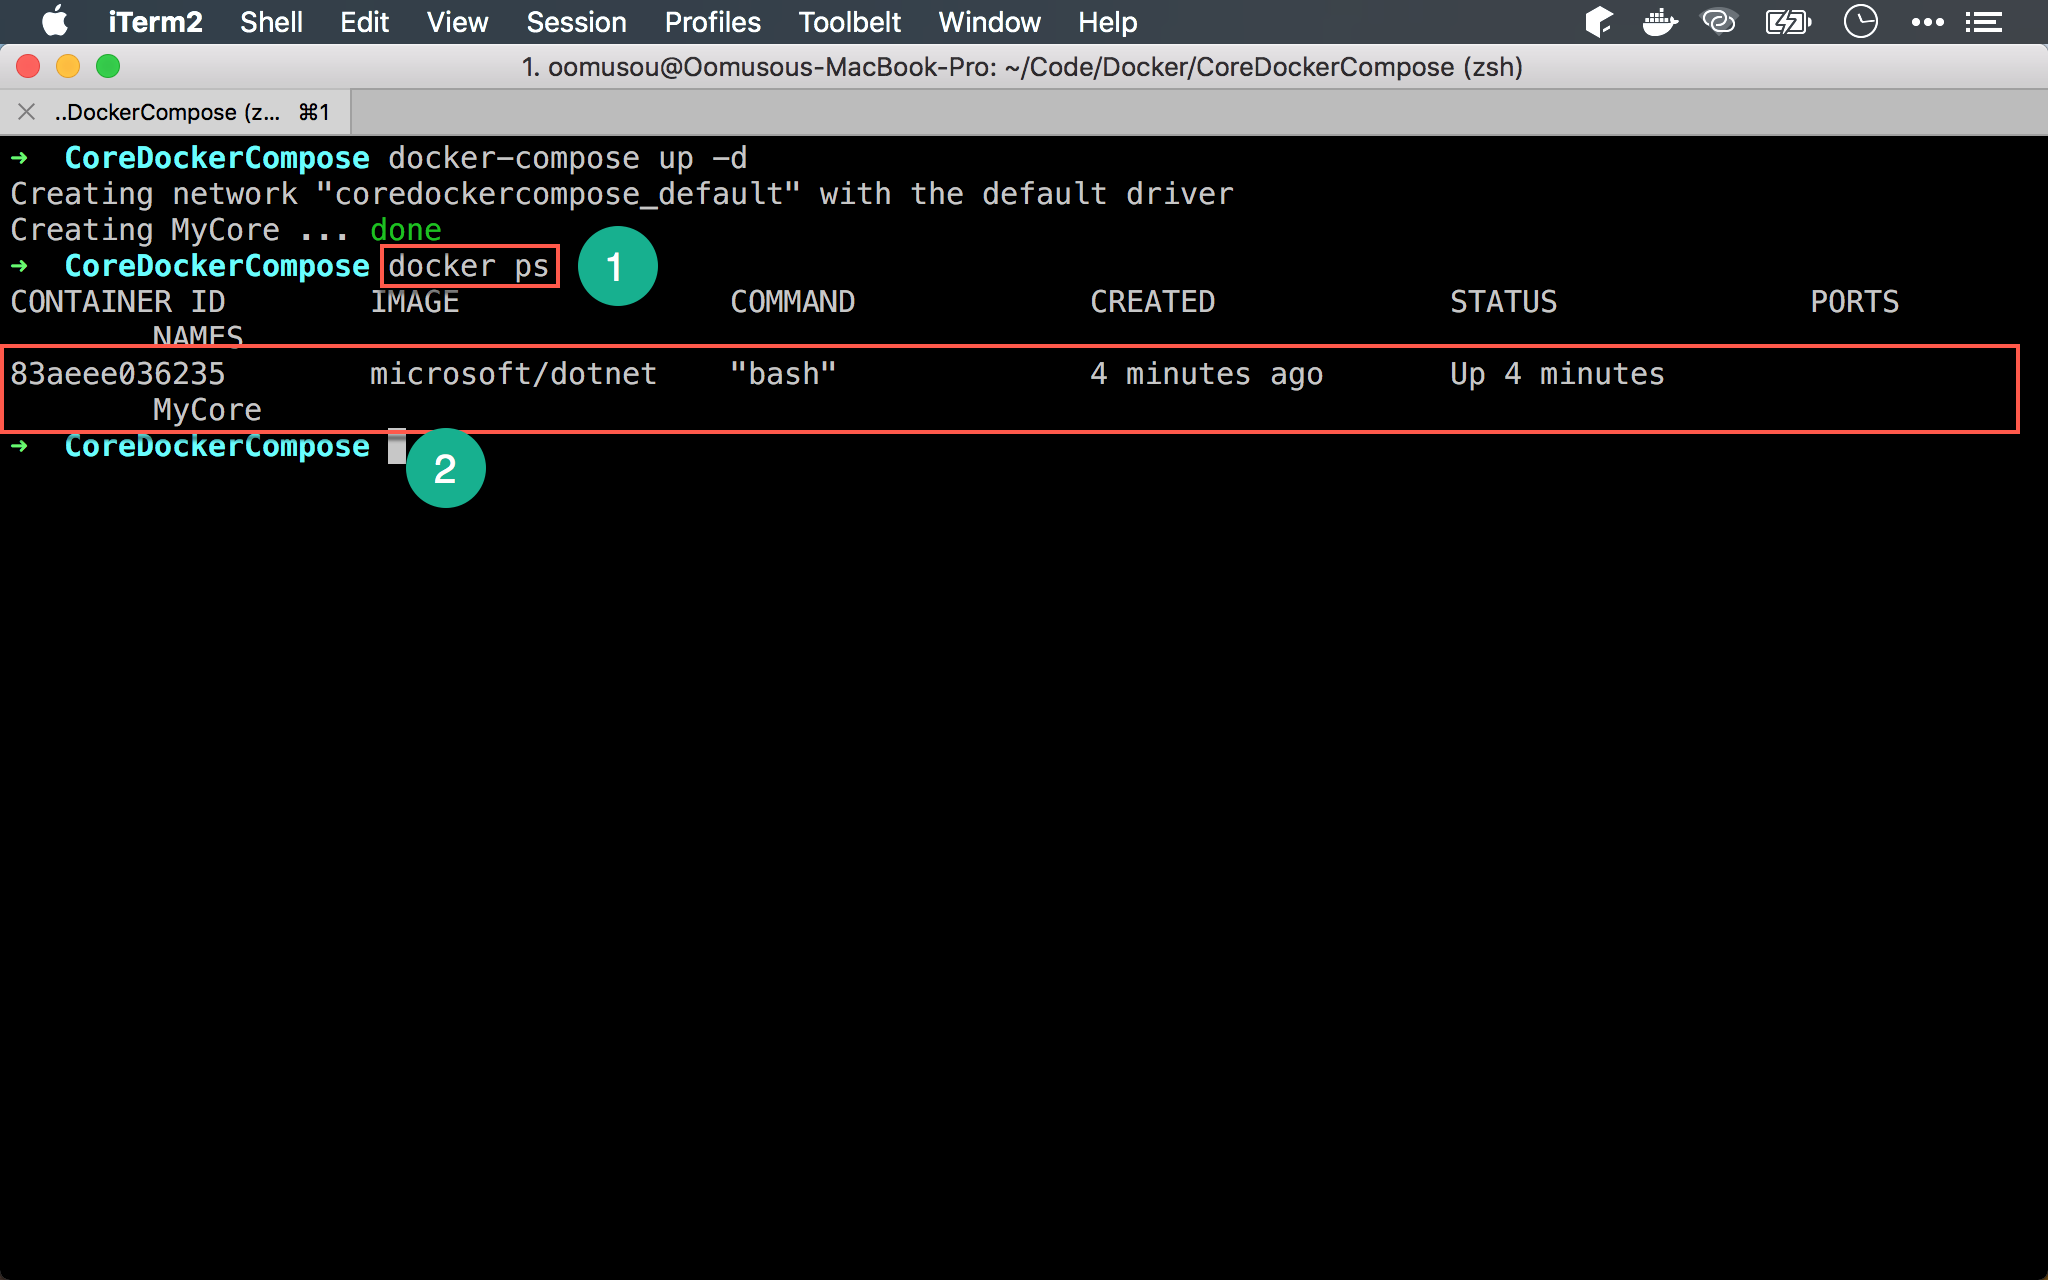 iTerm2 Shell Edit View Session Profiles Toolbelt Window Help
1. oomusou@Oomusous-MacBook-Pro: ~/Code/Docker/CoreDockerCompose (zsh)
..DockerCompose (z... ⌘1
➜ CoreDockerCompose docker-compose up -d
Creating network "coredockercompose_default" with the default driver
Creating MyCore ... done
➜ CoreDockerCompose docker ps 1
CONTAINER ID IMAGE COMMAND CREATED STATUS PORTS
NAMES
83aeee036235 microsoft/dotnet "bash" 4 minutes ago Up 4 minutes
MyCore
➜ CoreDockerCompose
2